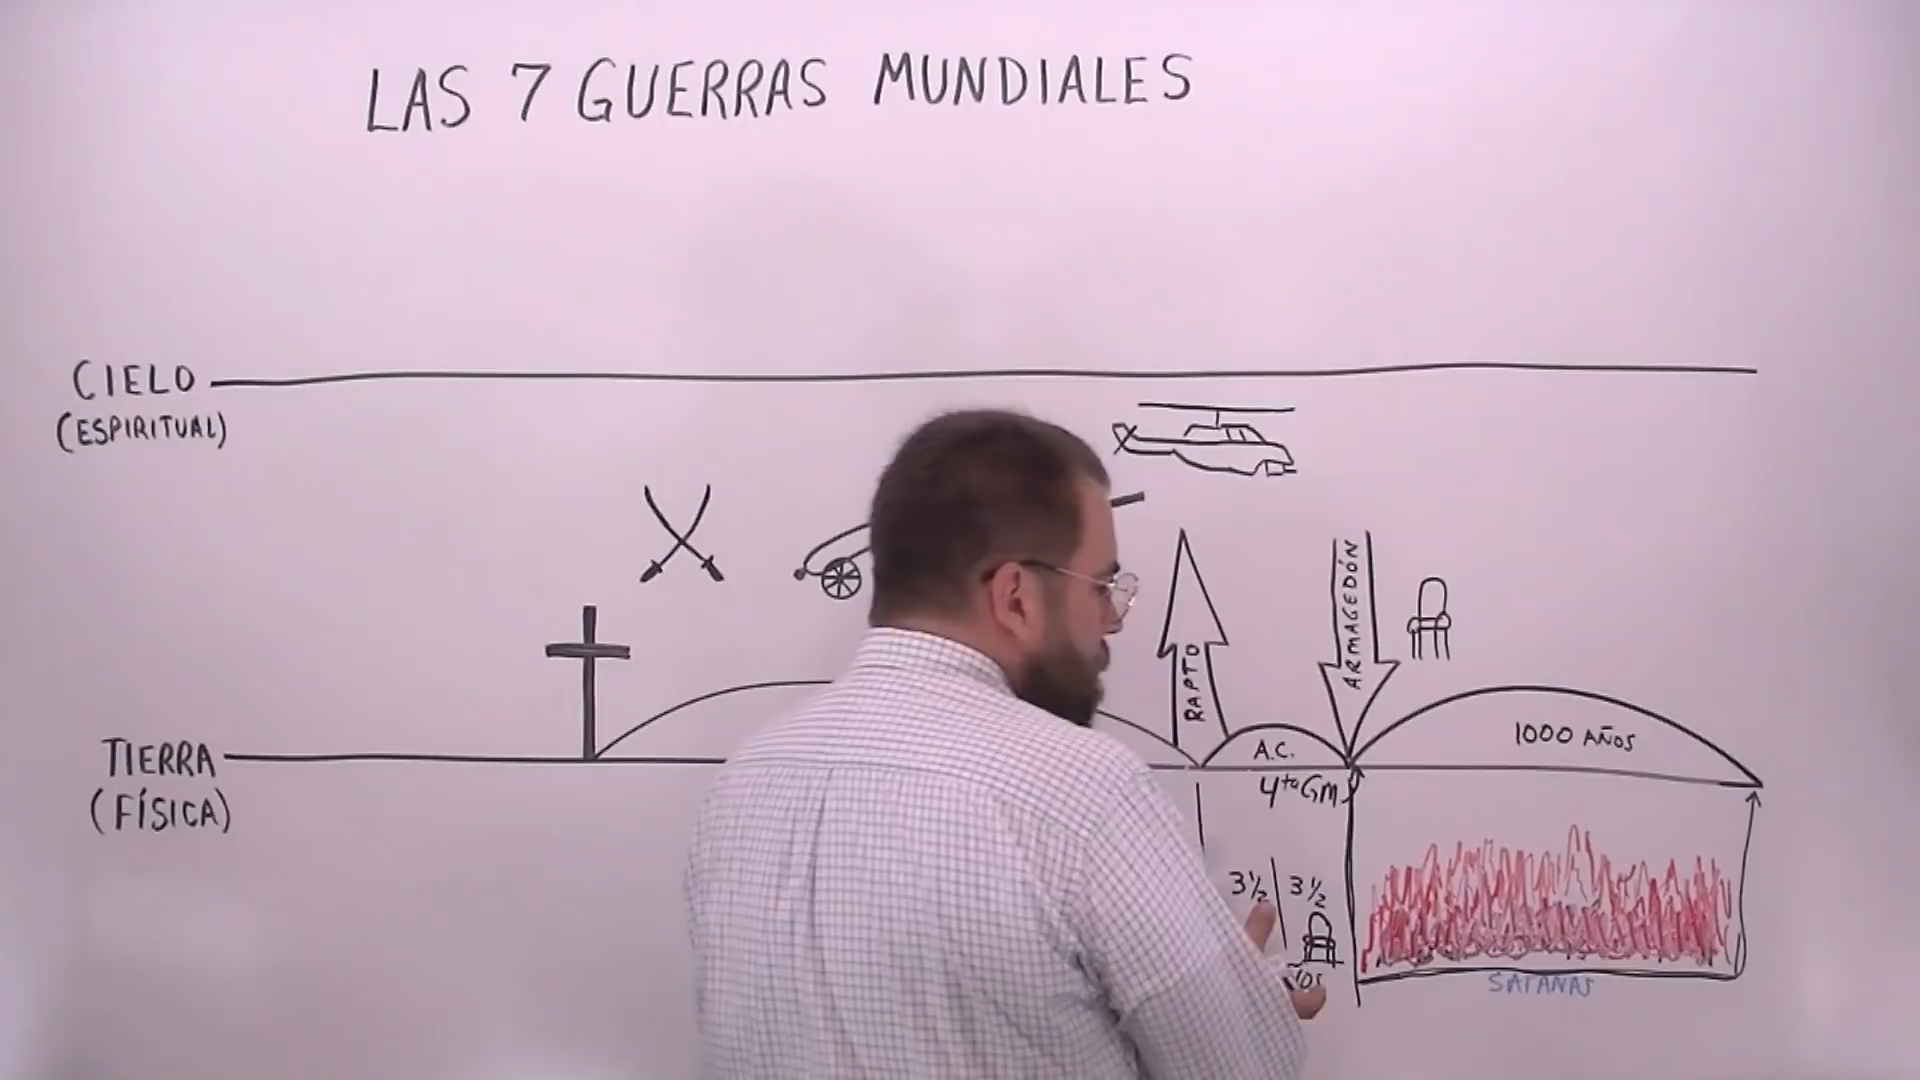 LAS 7 GUERRAS MUNDIALES
CIELO
(ESPIRITUAL)
ARMAGEDÓN
RAPTO
TIERRA
(FÍSICA)
A.C.
1000 AÑOS
4ta GM
3½ 3½
SATANAS